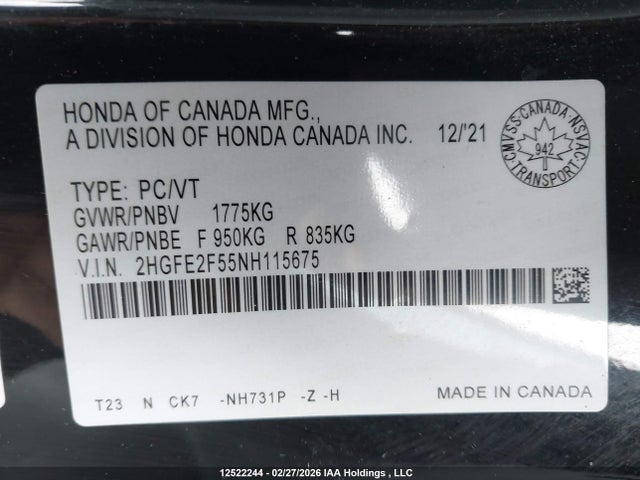 HONDA OF CANADA MFG.,
A DIVISION OF HONDA CANADA INC. 12/'21
CMVSS·CANADA·NSVAC
942
TRANSPORT
TYPE: PC/VT
GVWR/PNBV 1775KG
GAWR/PNBE F 950KG R 835KG
V.I.N. 2HGFE2F55NH115675
T23 N CK7 -NH731P -Z -H
MADE IN CANADA
12522244 - 02/27/2026 IAA Holdings , LLC